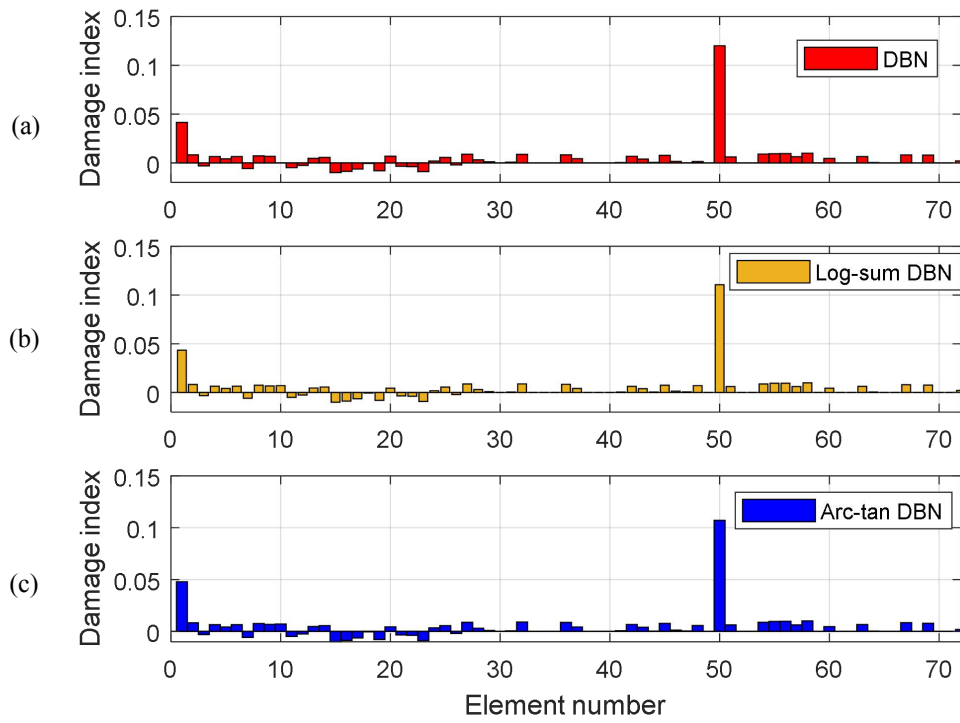 (a)
Damage index
0.15
0.1
0.05
0
DBN
0 10 20 30 40 50 60 70
(b)
Damage index
0.15
0.1
0.05
0
Log-sum DBN
0 10 20 30 40 50 60 70
(c)
Damage index
0.15
0.1
0.05
0
Arc-tan DBN
0 10 20 30 40 50 60 70
Element number